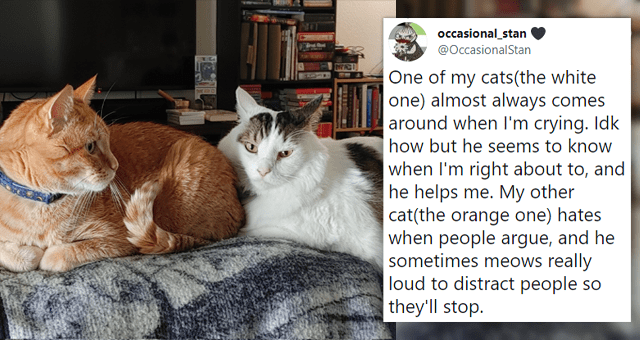 occasional_stan 🖤
@OccasionalStan
One of my cats(the white
one) almost always comes
around when I'm crying. Idk
how but he seems to know
when I'm right about to, and
he helps me. My other
cat(the orange one) hates
when people argue, and he
sometimes meows really
loud to distract people so
they'll stop.